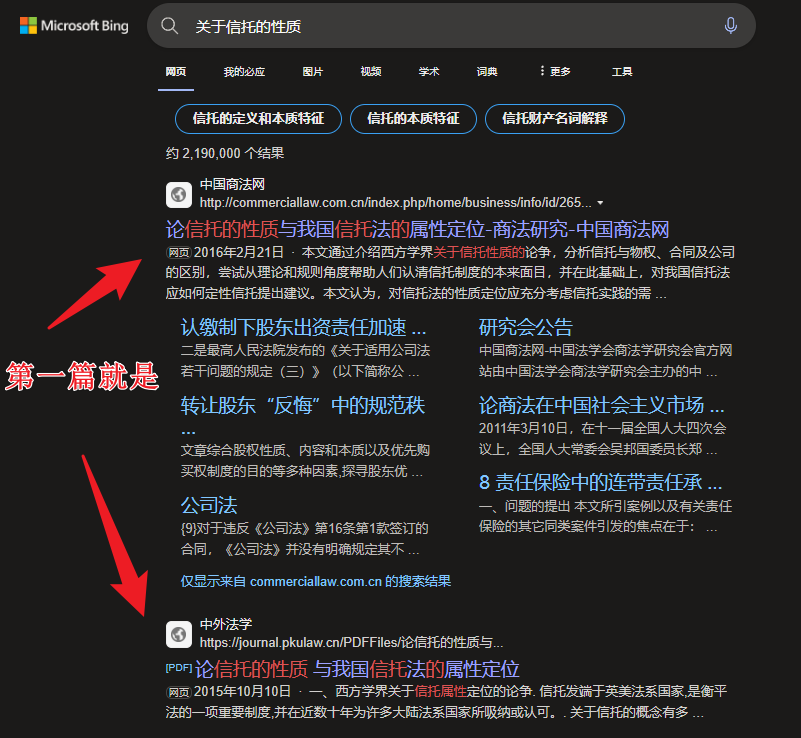 Microsoft Bing
关于信托的性质
网页 我的必应 图片 视频 学术 词典 更多 工具
信托的定义和本质特征 信托的本质特征 信托财产名词解释
约 2,190,000 个结果
中国商法网
http://commerciallaw.com.cn/index.php/home/business/info/id/265...
论信托的性质与我国信托法的属性定位-商法研究-中国商法网
网页 2016年2月21日 · 本文通过介绍西方学界关于信托性质的论争，分析信托与物权、合同及公司
的区别，尝试从理论和规则角度帮助人们认清信托制度的本来面目，并在此基础上，对我国信托法
应如何定性信托提出建议。本文认为，对信托法的性质定位应充分考虑信托实践的需 ...
认缴制下股东出资责任加速 ...
二是最高人民法院发布的《关于适用公司法
若干问题的规定（三）》（以下简称公 ...
转让股东“反悔”中的规范秩
...
文章综合股权性质、内容和本质以及优先购
买权制度的目的等多种因素,探寻股东优 ...
公司法
{9}对于违反《公司法》第16条第1款签订的
合同，《公司法》并没有明确规定其不 ...
研究会公告
中国商法网-中国法学会商法学研究会官方网
站由中国法学会商法学研究会主办的中 ...
论商法在中国社会主义市场 ...
2011年3月10日，在十一届全国人大四次会
议上，全国人大常委会吴邦国委员长郑 ...
8 责任保险中的连带责任承 ...
一、问题的提出 本文所引案例以及有关责任
保险的其它同类案件引发的焦点在于： ...
仅显示来自 commerciallaw.com.cn 的搜索结果
第一篇就是
中外法学
https://journal.pkulaw.cn/PDFFiles/论信托的性质与...
[PDF] 论信托的性质 与我国信托法的属性定位
网页 2015年10月10日 · 一、西方学界关于信托属性定位的论争. 信托发端于英美法系国家,是衡平
法的一项重要制度,并在近数十年为许多大陆法系国家所吸纳或认可。. 关于信托的概念有多 ...